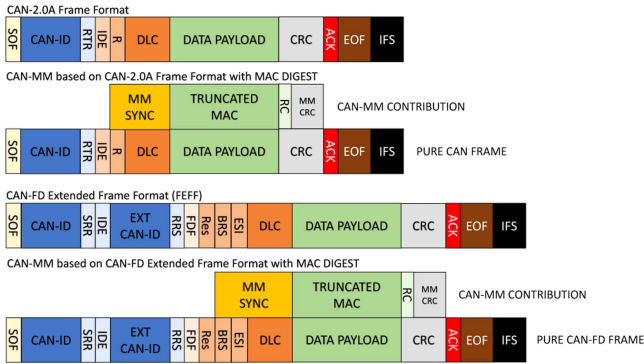 CAN-2.0A Frame Format
SOF CAN-ID RTR IDE R DLC DATA PAYLOAD CRC ACK EOF IFS
CAN-MM based on CAN-2.0A Frame Format with MAC DIGEST
MM SYNC TRUNCATED MAC RC MM CRC CAN-MM CONTRIBUTION
SOF CAN-ID RTR IDE R DLC DATA PAYLOAD CRC ACK EOF IFS PURE CAN FRAME
CAN-FD Extended Frame Format (FEFF)
SOF CAN-ID SRR IDE EXT CAN-ID RRS FDF Res BRS ESI DLC DATA PAYLOAD CRC ACK EOF IFS
CAN-MM based on CAN-FD Extended Frame Format with MAC DIGEST
MM SYNC TRUNCATED MAC RC MM CRC CAN-MM CONTRIBUTION
SOF CAN-ID SRR IDE EXT CAN-ID RRS FDF Res BRS ESI DLC DATA PAYLOAD CRC ACK EOF IFS PURE CAN-FD FRAME